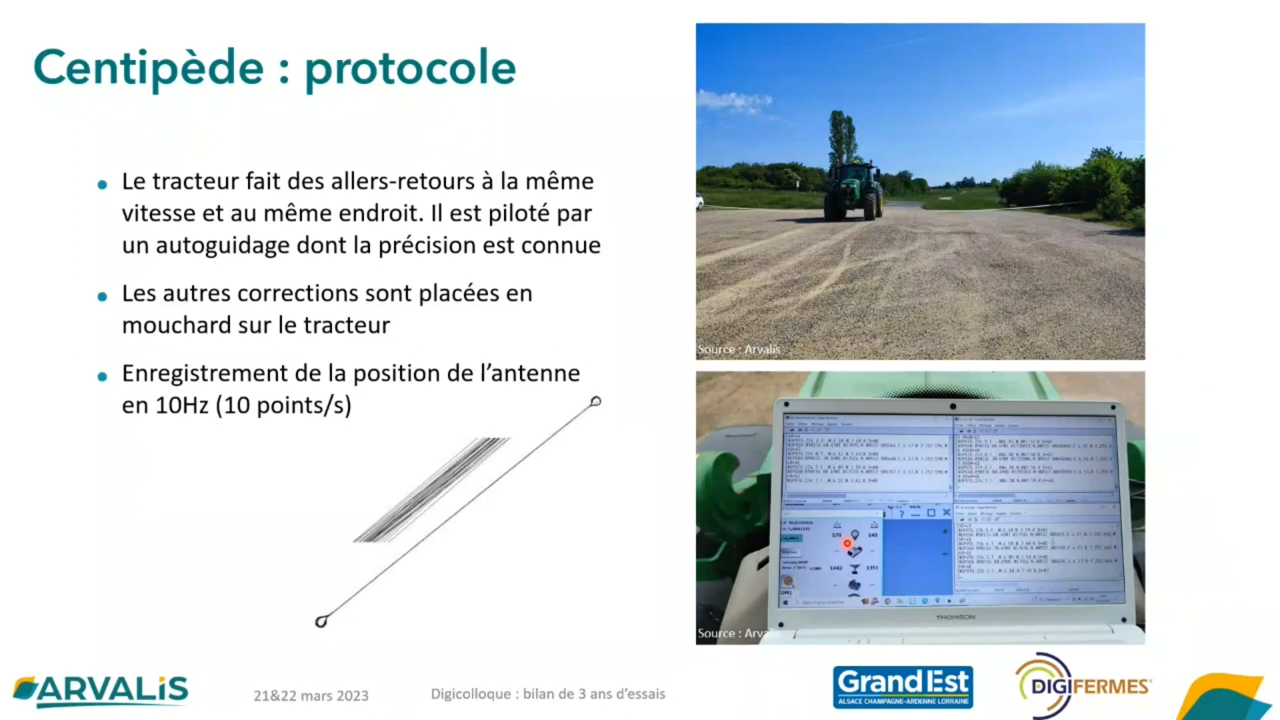 Centipède : protocole
Le tracteur fait des allers-retours à la même
vitesse et au même endroit. Il est piloté par
un autoguidage dont la précision est connue
Les autres corrections sont placées en
mouchard sur le tracteur
Enregistrement de la position de l’antenne
en 10Hz (10 points/s)
Source : Arvalis
THOMSON
Source : Arvalis
ARVALIS
21&22 mars 2023
Digicolloque : bilan de 3 ans d’essais
Grand Est
ALSACE CHAMPAGNE-ARDENNE LORRAINE
DIGIFERMES